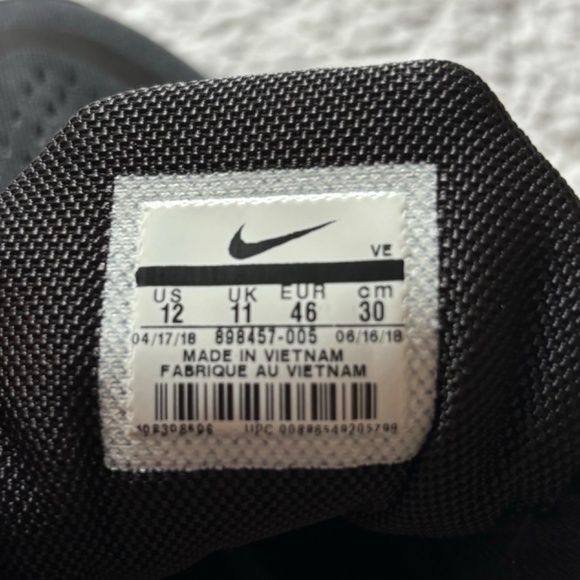 VE
US UK EUR cm
12 11 46 30
04/17/18 898457-005 06/16/18
MADE IN VIETNAM
FABRIQUE AU VIETNAM
UPC